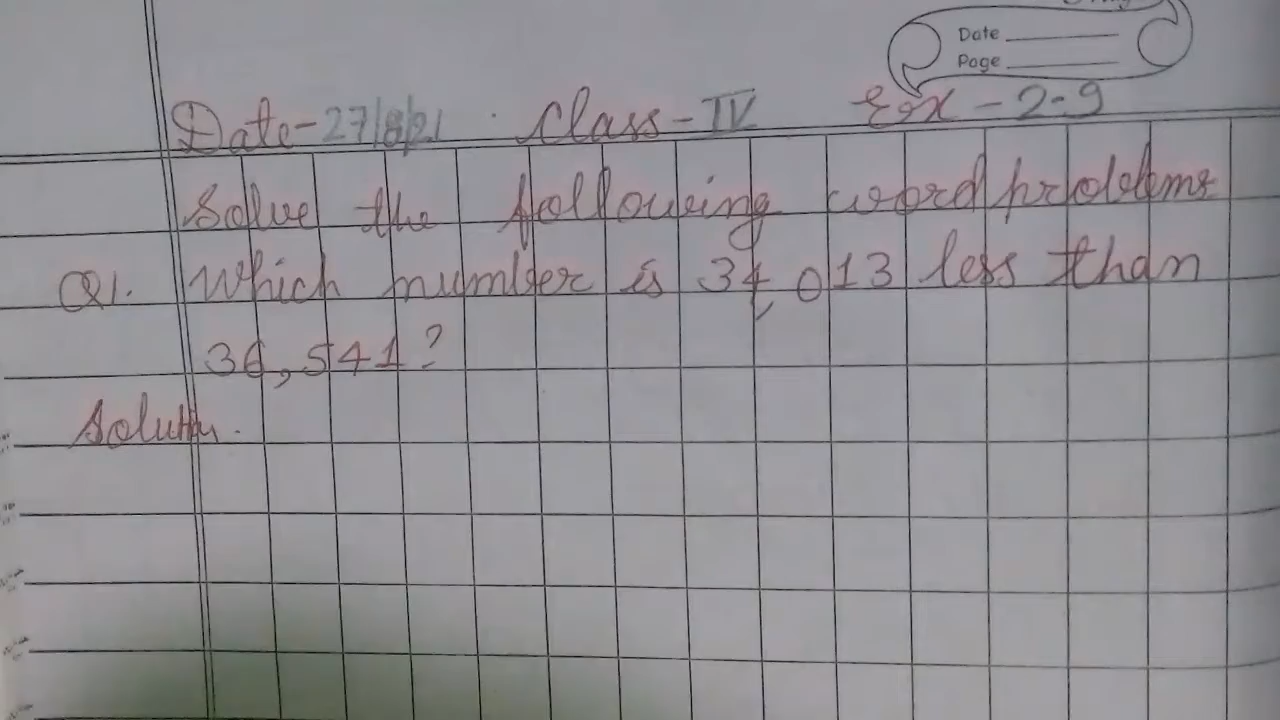 Date
Page
Date-27/8/21 Class-IV Ex-2.9
Solve the following word problems
Q1. Which number is 34,013 less than
36,541?
Solutn.